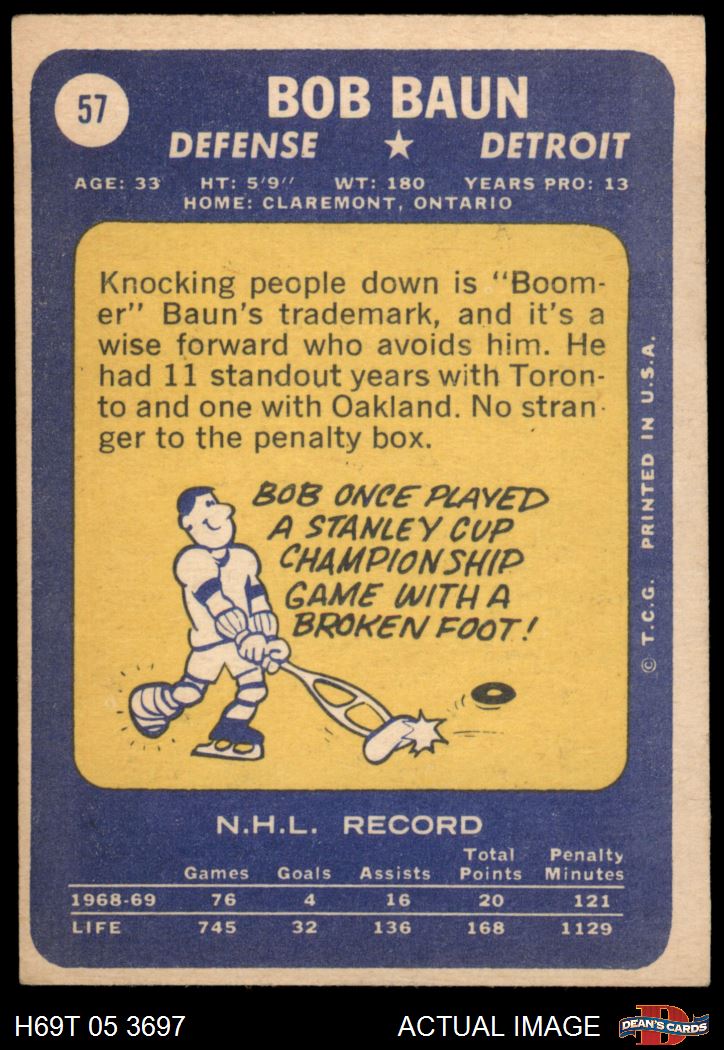 57
BOB BAUN
DEFENSE ★ DETROIT
AGE: 33 HT: 5'9" WT: 180 YEARS PRO: 13
HOME: CLAREMONT, ONTARIO
Knocking people down is "Boom-
er" Baun's trademark, and it's a
wise forward who avoids him. He
had 11 standout years with Toron-
to and one with Oakland. No stran-
ger to the penalty box.
BOB ONCE PLAYED
A STANLEY CUP
CHAMPIONSHIP
GAME WITH A
BROKEN FOOT!
© T.C.G. PRINTED IN U.S.A.
N.H.L. RECORD
Games Goals Assists Total Points Penalty Minutes
1968-69 76 4 16 20 121
LIFE 745 32 136 168 1129
H69T 05 3697 ACTUAL IMAGE D DEAN'S CARDS